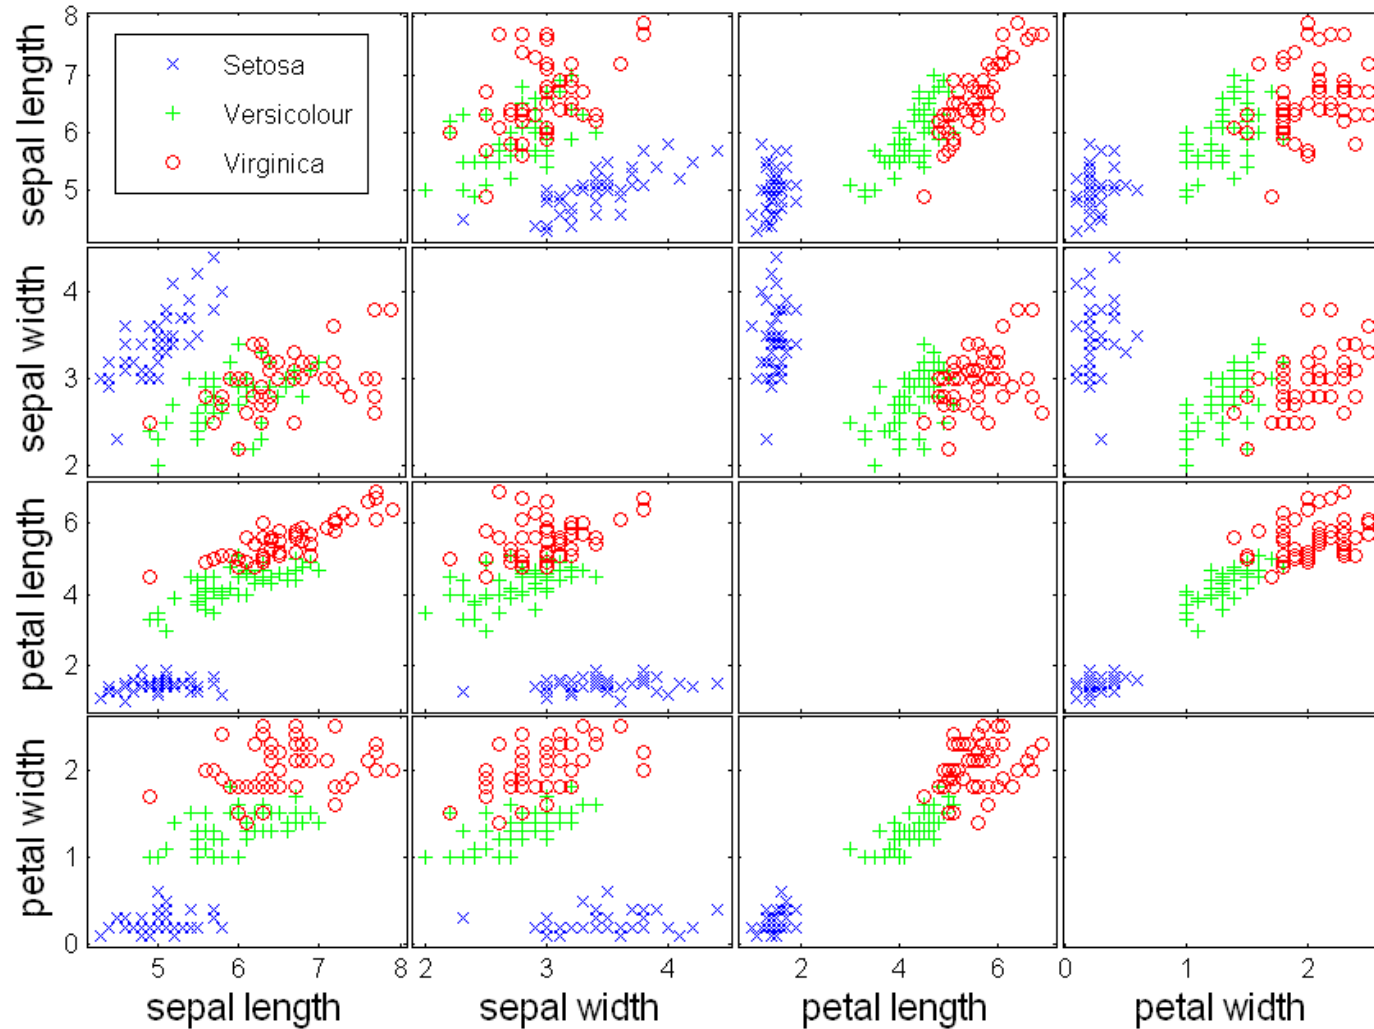 sepal length
8
7
6
5
Setosa
Versicolour
Virginica
sepal width
4
3
2
petal length
6
4
2
petal width
2
1
0
5 6 7 8 2 3 4 2 4 6 0 1 2
sepal length sepal width petal length petal width